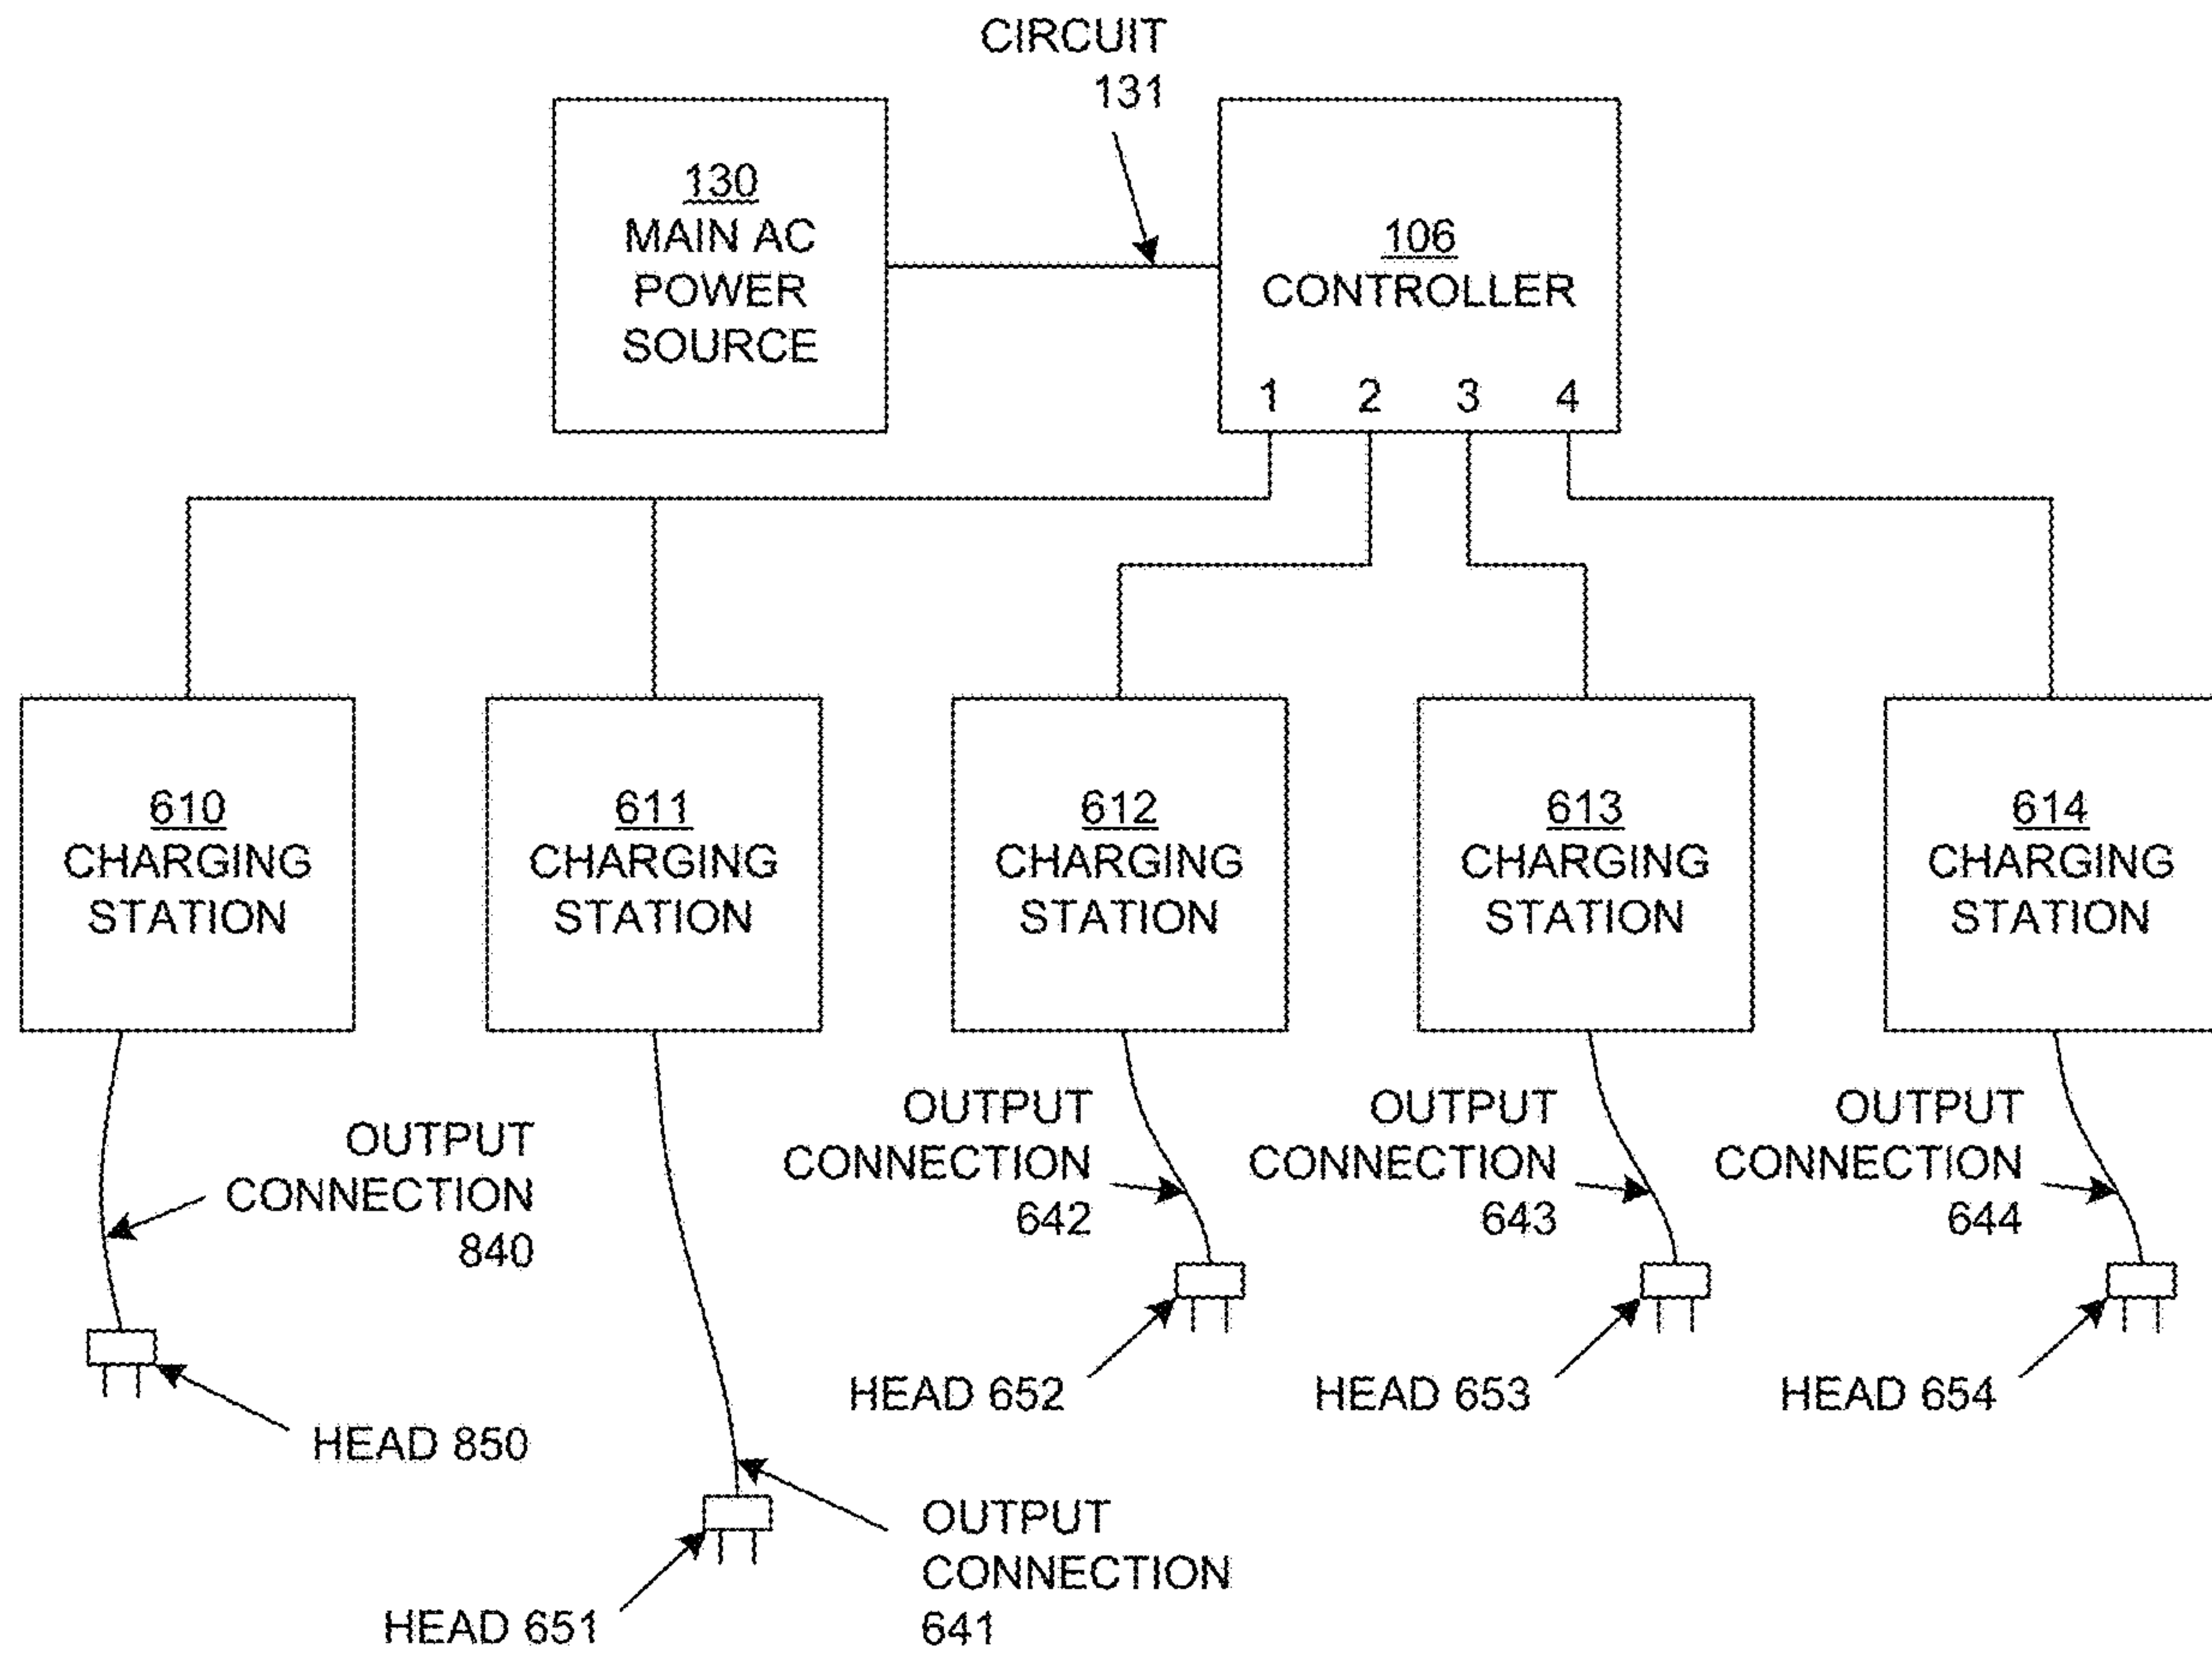 CIRCUIT
131
130
MAIN AC
POWER
SOURCE
106
CONTROLLER
1 2 3 4
610
CHARGING
STATION
611
CHARGING
STATION
612
CHARGING
STATION
613
CHARGING
STATION
614
CHARGING
STATION
OUTPUT
CONNECTION
840
OUTPUT
CONNECTION
642
OUTPUT
CONNECTION
643
OUTPUT
CONNECTION
644
HEAD 850
HEAD 652
HEAD 653
HEAD 654
OUTPUT
CONNECTION
641
HEAD 651